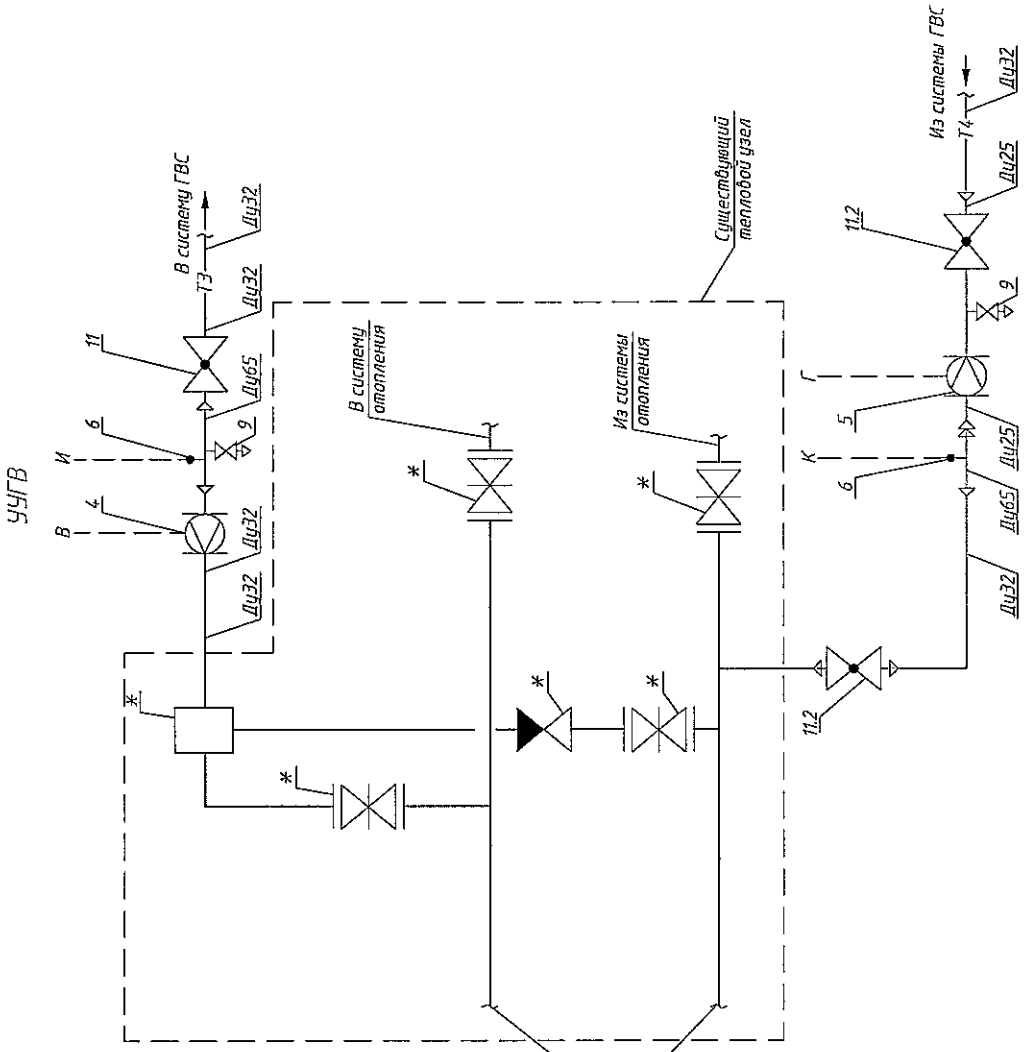 УУГВ
В
4
И
6
11
9
Ду32
Ду32
Ду65
Ду32
Т3
Ду32
В систему ГВС
*
*
В систему
отопления
*
Существующий
тепловой узел
Из системы
отопления
*
*
*
11.2
Ду32
Ду65
К
6
Ду25
Г
5
9
11.2
Ду25
Т4
Ду32
Из системы ГВС